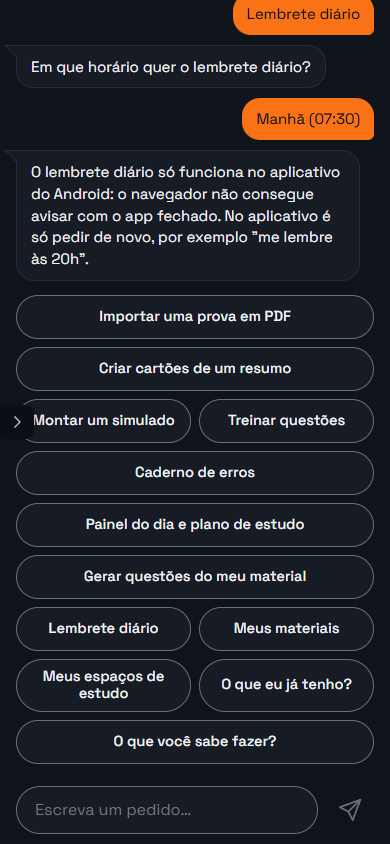 Lembrete diário
Em que horário quer o lembrete diário?
Manhã (07:30)
O lembrete diário só funciona no aplicativo
do Android: o navegador não consegue
avisar com o app fechado. No aplicativo é
só pedir de novo, por exemplo "me lembre
às 20h".
Importar uma prova em PDF
Criar cartões de um resumo
Montar um simulado
Treinar questões
Caderno de erros
Painel do dia e plano de estudo
Gerar questões do meu material
Lembrete diário
Meus materiais
Meus espaços de
estudo
O que eu já tenho?
O que você sabe fazer?
Escreva um pedido...